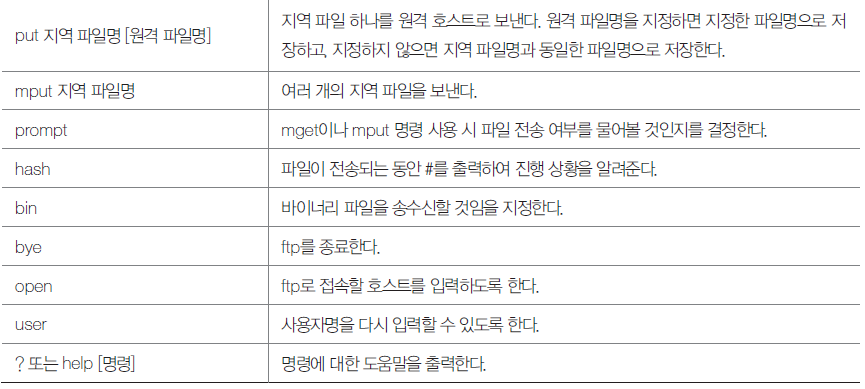 put 지역 파일명 [원격 파일명]
지역 파일 하나를 원격 호스트로 보낸다. 원격 파일명을 지정하면 지정한 파일명으로 저
장하고, 지정하지 않으면 지역 파일명과 동일한 파일명으로 저장한다.
mput 지역 파일명
여러 개의 지역 파일을 보낸다.
prompt
mget이나 mput 명령 사용 시 파일 전송 여부를 물어볼 것인지를 결정한다.
hash
파일이 전송되는 동안 #를 출력하여 진행 상황을 알려준다.
bin
바이너리 파일을 송수신할 것임을 지정한다.
bye
ftp를 종료한다.
open
ftp로 접속할 호스트를 입력하도록 한다.
user
사용자명을 다시 입력할 수 있도록 한다.
? 또는 help [명령]
명령에 대한 도움말을 출력한다.